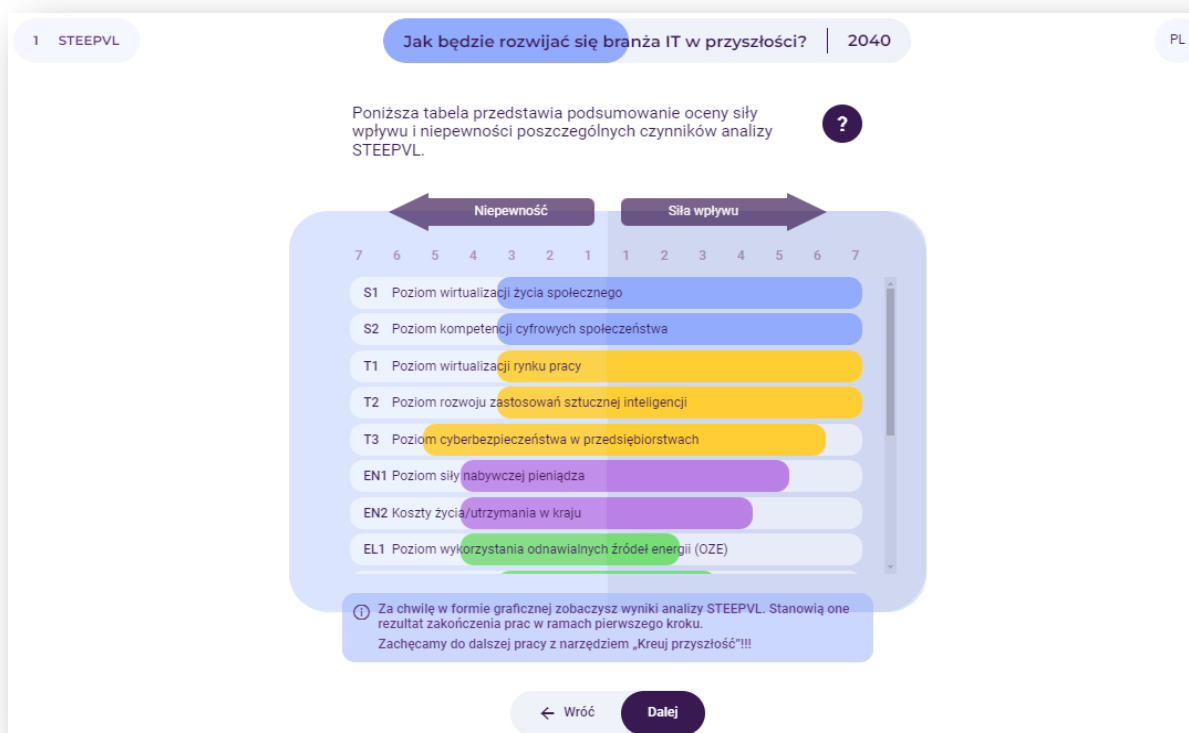 1 STEEPVL
Jak będzie rozwijać się branża IT w przyszłości? | 2040
PL
Poniższa tabela przedstawia podsumowanie oceny siły
wpływu i niepewności poszczególnych czynników analizy
STEEPVL.
?
Niepewność
Siła wpływu
7 6 5 4 3 2 1 1 2 3 4 5 6 7
S1 Poziom wirtualizacji życia społecznego
S2 Poziom kompetencji cyfrowych społeczeństwa
T1 Poziom wirtualizacji rynku pracy
T2 Poziom rozwoju zastosowań sztucznej inteligencji
T3 Poziom cyberbezpieczeństwa w przedsiębiorstwach
EN1 Poziom siły nabywczej pieniądza
EN2 Koszty życia/utrzymania w kraju
EL1 Poziom wykorzystania odnawialnych źródeł energii (OZE)
Za chwilę w formie graficznej zobaczysz wyniki analizy STEEPVL. Stanowią one
rezultat zakończenia prac w ramach pierwszego kroku.
Zachęcamy do dalszej pracy z narzędziem „Kreuj przyszłość"!!!
← Wróć
Dalej